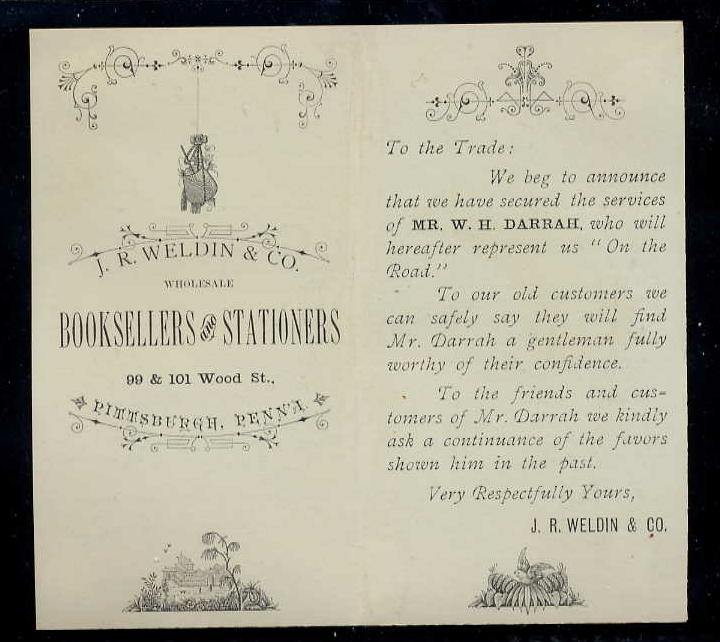 J. R. WELDIN & CO.
WHOLESALE
BOOKSELLERS AND STATIONERS
99 & 101 Wood St.,
PITTSBURGH, PENN'A.
To the Trade:
We beg to announce
that we have secured the services
of MR. W. H. DARRAH, who will
hereafter represent us "On the
Road."
To our old customers we
can safely say they will find
Mr. Darrah a gentleman fully
worthy of their confidence.
To the friends and cus=
tomers of Mr. Darrah we kindly
ask a continuance of the favors
shown him in the past.
Very Respectfully Yours,
J. R. WELDIN & CO.